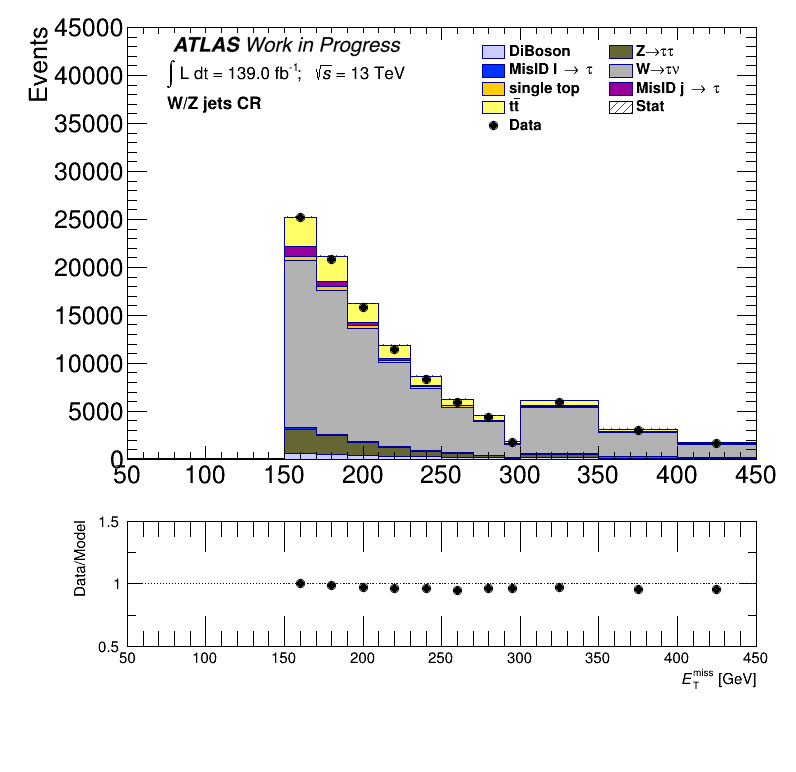 Events
45000
40000
35000
30000
25000
20000
15000
10000
5000
0
50 100 150 200 250 300 350 400 450
ATLAS Work in Progress
∫ L dt = 139.0 fb⁻¹; √s = 13 TeV
W/Z jets CR
DiBoson
Z→ττ
MisID l → τ
W→τν
single top
MisID j → τ
tt̄
Stat
Data
Data/Model
1.5
1
0.5
50 100 150 200 250 300 350 400 450
E_T^miss [GeV]